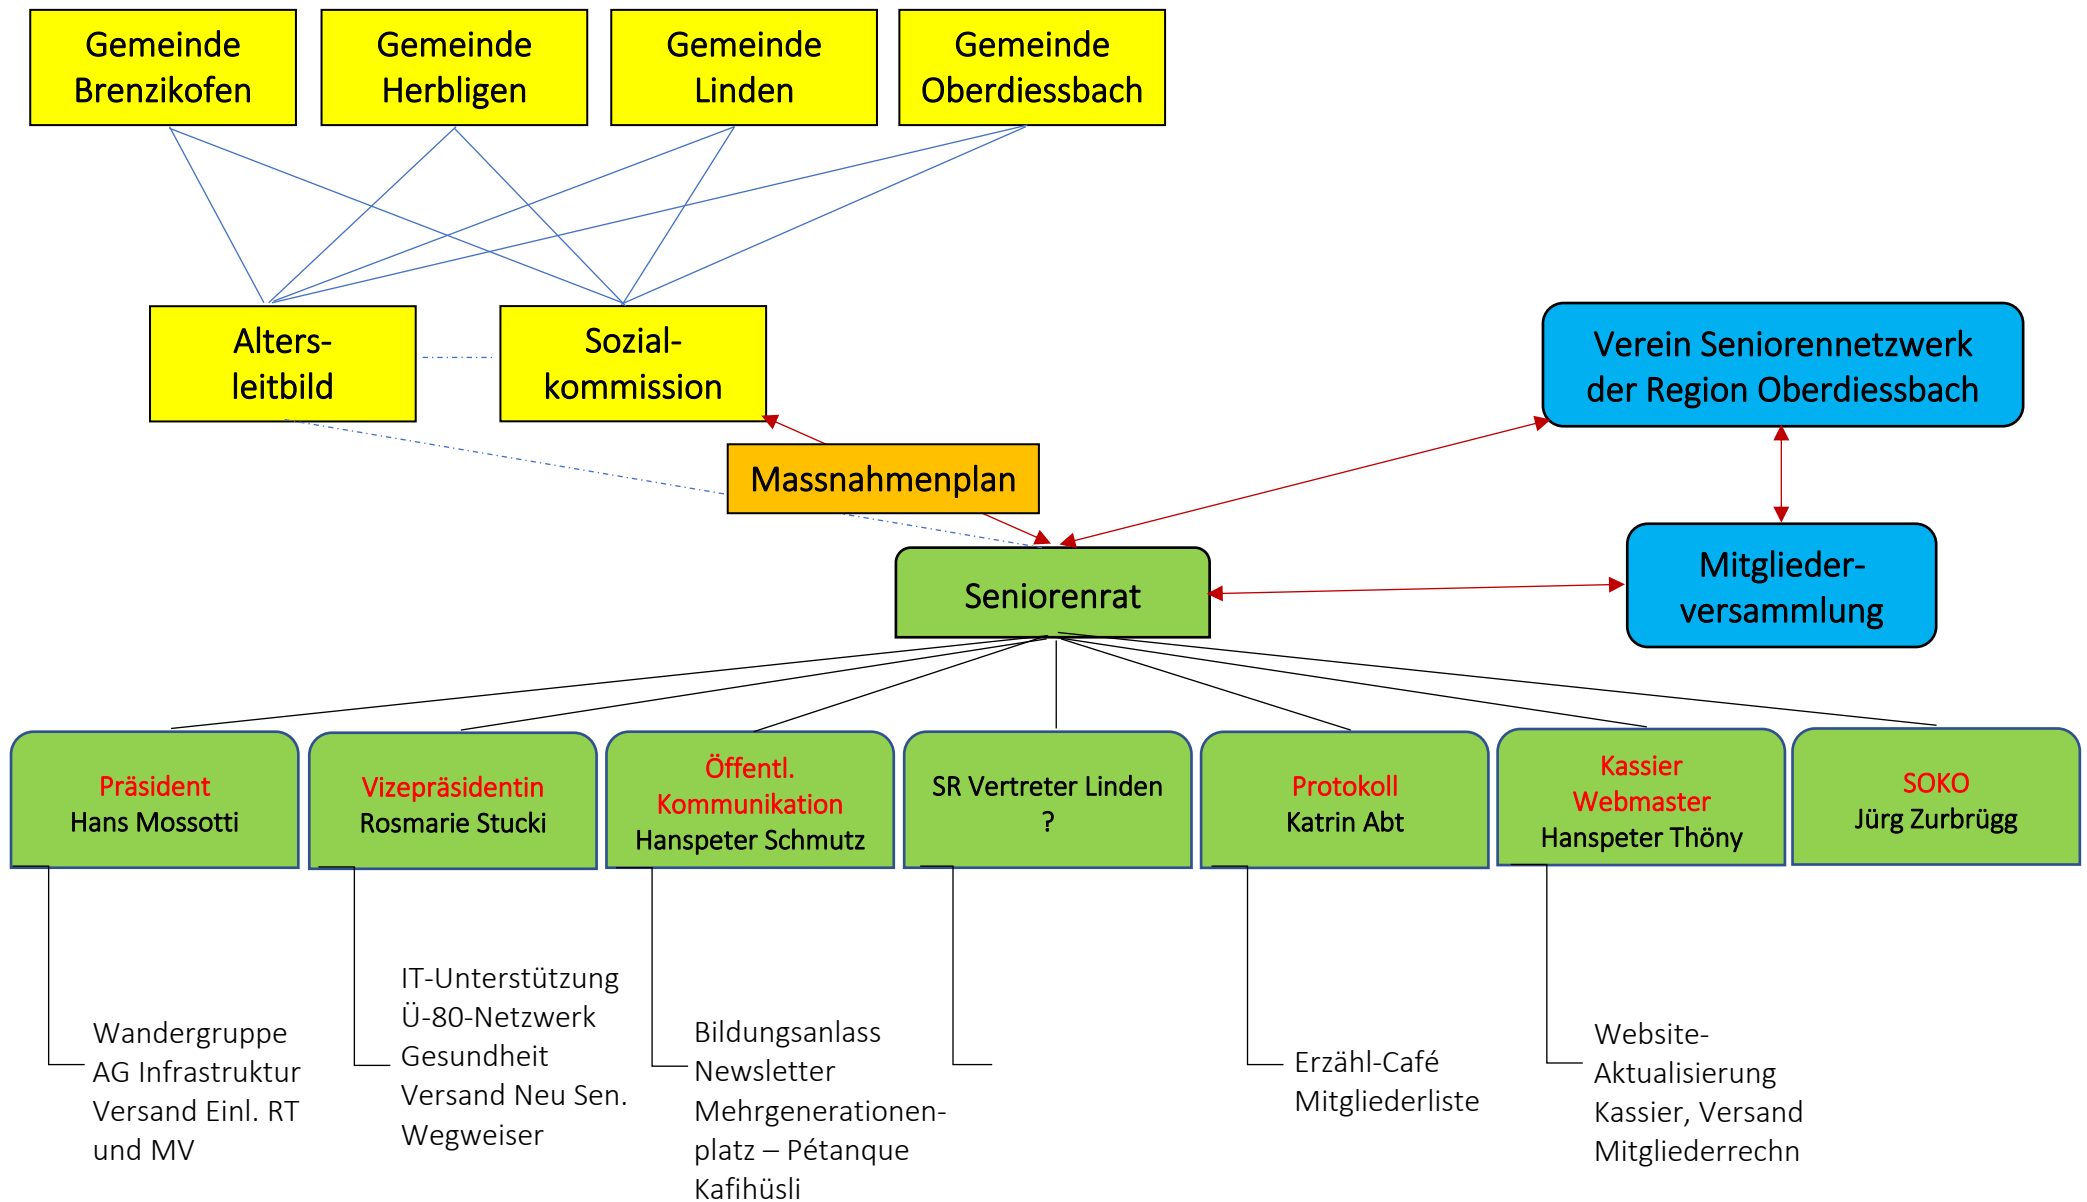 Gemeinde
Brenzikofen
Gemeinde
Herbligen
Gemeinde
Linden
Gemeinde
Oberdiessbach
Alters-
leitbild
Sozial-
kommission
Verein Seniorennetzwerk
der Region Oberdiessbach
Massnahmenplan
Seniorenrat
Mitglieder-
versammlung
Präsident
Hans Mossotti
Vizepräsidentin
Rosmarie Stucki
Öffentl.
Kommunikation
Hanspeter Schmutz
SR Vertreter Linden
?
Protokoll
Katrin Abt
Kassier
Webmaster
Hanspeter Thöny
SOKO
Jürg Zurbrügg
Wandergruppe
AG Infrastruktur
Versand Einl. RT
und MV
IT-Unterstützung
Ü-80-Netzwerk
Gesundheit
Versand Neu Sen.
Wegweiser
Bildungsanlass
Newsletter
Mehrgenerationen-
platz – Pétanque
Kafihüsli
Erzähl-Café
Mitgliederliste
Website-
Aktualisierung
Kassier, Versand
Mitgliederrechn